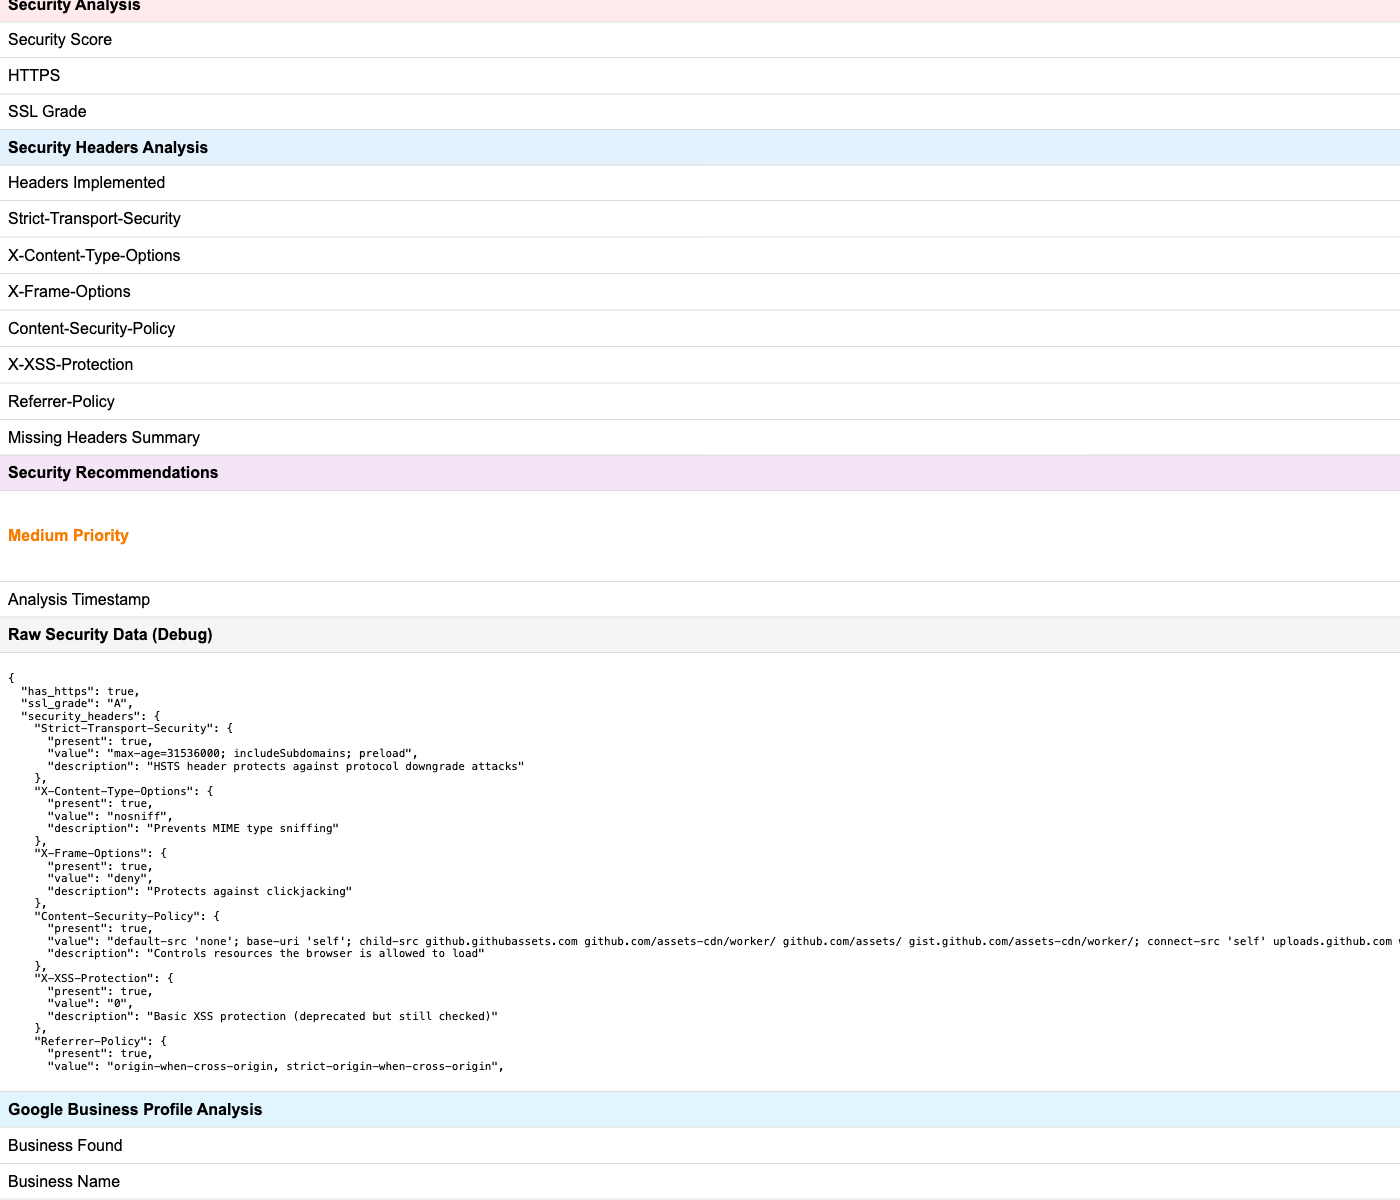 Security Analysis
Security Score
HTTPS
SSL Grade
Security Headers Analysis
Headers Implemented
Strict-Transport-Security
X-Content-Type-Options
X-Frame-Options
Content-Security-Policy
X-XSS-Protection
Referrer-Policy
Missing Headers Summary
Security Recommendations
Medium Priority
Analysis Timestamp
Raw Security Data (Debug)
{
  "has_https": true,
  "ssl_grade": "A",
  "security_headers": {
    "Strict-Transport-Security": {
      "present": true,
      "value": "max-age=31536000; includeSubdomains; preload",
      "description": "HSTS header protects against protocol downgrade attacks"
    },
    "X-Content-Type-Options": {
      "present": true,
      "value": "nosniff",
      "description": "Prevents MIME type sniffing"
    },
    "X-Frame-Options": {
      "present": true,
      "value": "deny",
      "description": "Protects against clickjacking"
    },
    "Content-Security-Policy": {
      "present": true,
      "value": "default-src 'none'; base-uri 'self'; child-src github.githubassets.com github.com/assets-cdn/worker/ github.com/assets/ gist.github.com/assets-cdn/worker/; connect-src 'self' uploads.github.com
      "description": "Controls resources the browser is allowed to load"
    },
    "X-XSS-Protection": {
      "present": true,
      "value": "0",
      "description": "Basic XSS protection (deprecated but still checked)"
    },
    "Referrer-Policy": {
      "present": true,
      "value": "origin-when-cross-origin, strict-origin-when-cross-origin",
Google Business Profile Analysis
Business Found
Business Name